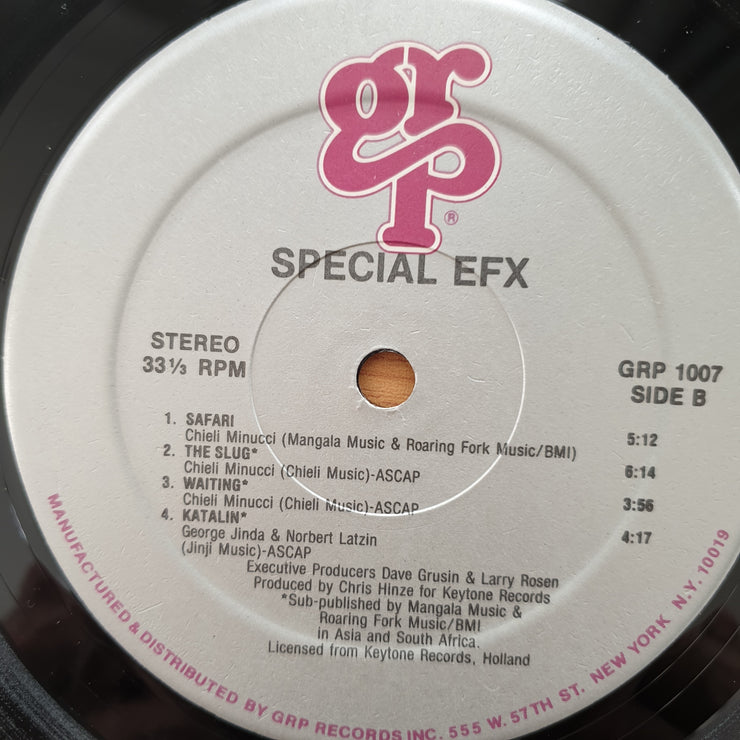 grp
®
SPECIAL EFX
STEREO
33⅓ RPM
GRP 1007
SIDE B
1. SAFARI
Chieli Minucci (Mangala Music & Roaring Fork Music/BMI) 5:12
2. THE SLUG*
Chieli Minucci (Chieli Music)-ASCAP 6:14
3. WAITING*
Chieli Minucci (Chieli Music)-ASCAP 3:56
4. KATALIN*
George Jinda & Norbert Latzin 4:17
(Jinji Music)-ASCAP
Executive Producers Dave Grusin & Larry Rosen
Produced by Chris Hinze for Keytone Records
*Sub-published by Mangala Music &
Roaring Fork Music/BMI
in Asia and South Africa.
Licensed from Keytone Records, Holland
MANUFACTURED & DISTRIBUTED BY GRP RECORDS INC. 555 W. 57TH ST. NEW YORK N.Y. 10019